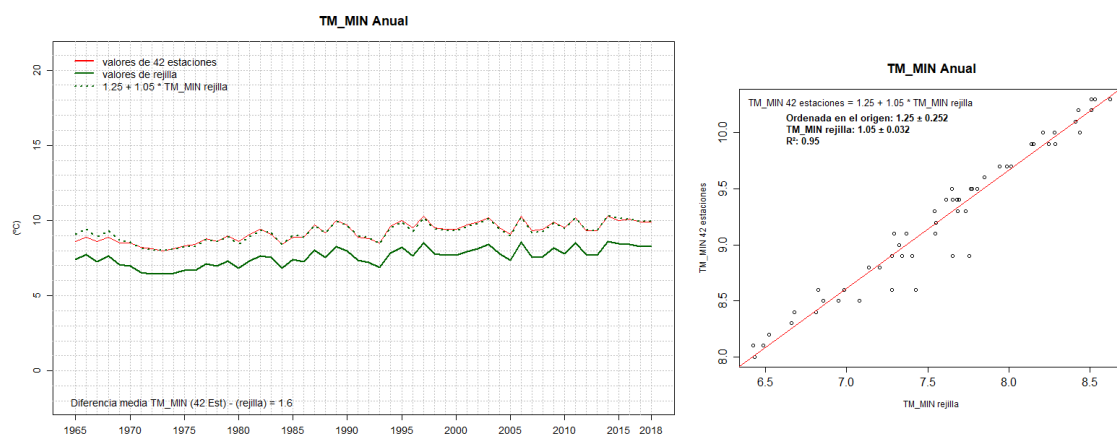 TM_MIN Anual
(ºC)
20
15
10
5
0
valores de 42 estaciones
valores de rejilla
1.25 + 1.05 * TM_MIN rejilla
Diferencia media TM_MIN (42 Est) - (rejilla) = 1.6
1965 1970 1975 1980 1985 1990 1995 2000 2005 2010 2015 2018
TM_MIN Anual
TM_MIN 42 estaciones = 1.25 + 1.05 * TM_MIN rejilla
Ordenada en el origen: 1.25 ± 0.252
TM_MIN rejilla: 1.05 ± 0.032
R²: 0.95
TM_MIN 42 estaciones
10.0
9.5
9.0
8.5
8.0
6.5 7.0 7.5 8.0 8.5
TM_MIN rejilla